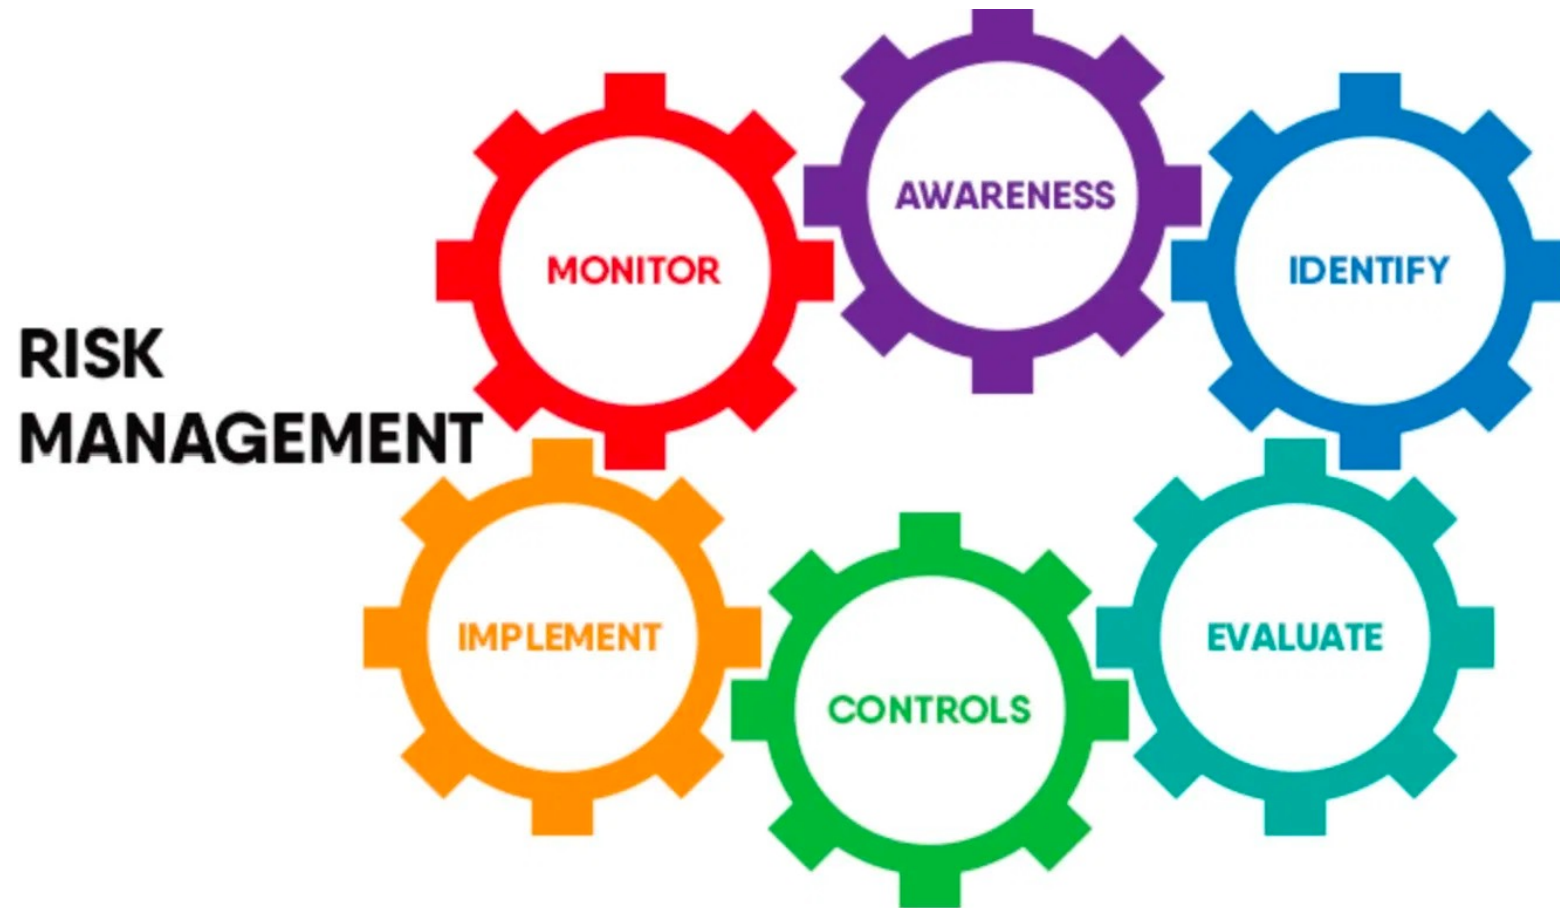 RISK
MANAGEMENT
MONITOR
AWARENESS
IDENTIFY
IMPLEMENT
CONTROLS
EVALUATE